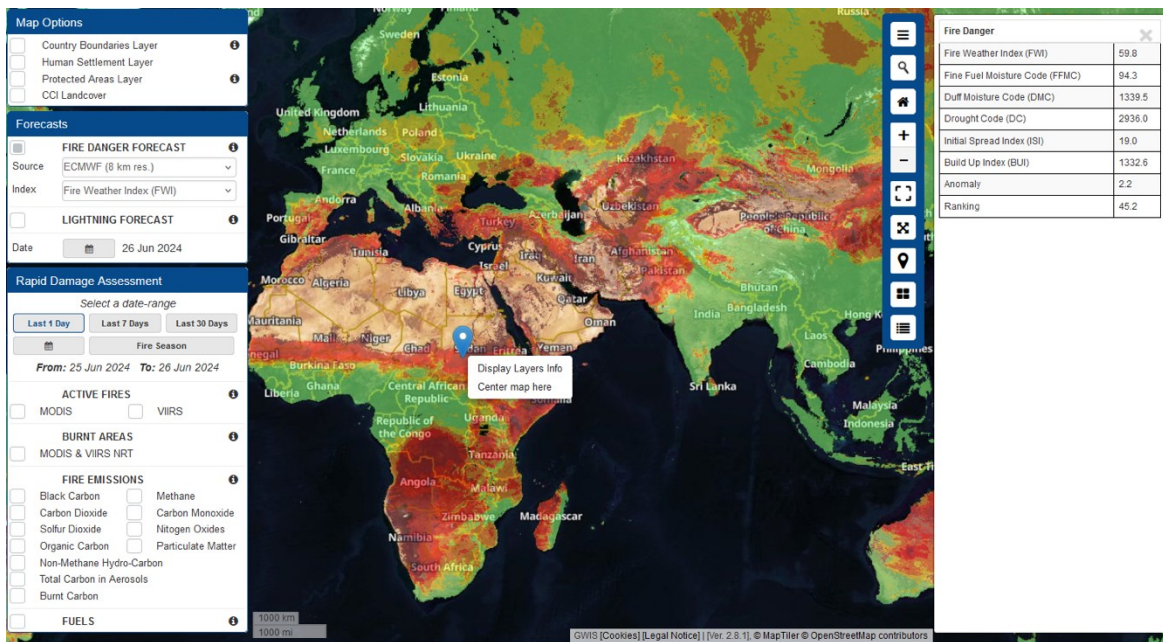 Map Options
Country Boundaries Layer
Human Settlement Layer
Protected Areas Layer
CCI Landcover
Forecasts
FIRE DANGER FORECAST
Source ECMWF (8 km res.)
Index Fire Weather Index (FWI)
LIGHTNING FORECAST
Date 26 Jun 2024
Rapid Damage Assessment
Select a date-range
Last 1 Day Last 7 Days Last 30 Days
Fire Season
From: 25 Jun 2024 To: 26 Jun 2024
ACTIVE FIRES
MODIS VIIRS
BURNT AREAS
MODIS & VIIRS NRT
FIRE EMISSIONS
Black Carbon Methane
Carbon Dioxide Carbon Monoxide
Solfur Dioxide Nitogen Oxides
Organic Carbon Particulate Matter
Non-Methane Hydro-Carbon
Total Carbon in Aerosols
Burnt Carbon
FUELS
Norway
Russia
Sweden
Estonia
United Kingdom
Lithuania
Netherlands Poland
Luxembourg
Slovakia Ukraine
Kazakhstan
Mongolia
France
Romania
Andorra
Albania
Uzbekistan
Portugal
Turkey
Azerbaijan
People's Republic
of China
Gibraltar
Tunisia
Cyprus
Israel
Iraq
Iran
Afghanistan
Pakistan
Morocco
Algeria
Libya
Egypt
Kuwait
Qatar
Bhutan
India
Bangladesh
Oman
Hong K
Mauritania
Mali
Niger
Chad
Sudan
Eritrea
Yemen
Laos
Senegal
Burkina Faso
Display Layers Info
Center map here
Cambodia
Philippines
Liberia
Ghana
Central African
Republic
Somalia
Sri Lanka
Malaysia
Republic of
the Congo
Uganda
Indonesia
Tanzania
East Ti
Angola
Malawi
Zimbabwe
Madagascar
Namibia
South Africa
1000 km
1000 mi
GWIS [Cookies] [Legal Notice] | [Ver. 2.8.1], © MapTiler © OpenStreetMap contributors
Fire Danger
Fire Weather Index (FWI) 59.8
Fine Fuel Moisture Code (FFMC) 94.3
Duff Moisture Code (DMC) 1339.5
Drought Code (DC) 2936.0
Initial Spread Index (ISI) 19.0
Build Up Index (BUI) 1332.6
Anomaly 2.2
Ranking 45.2